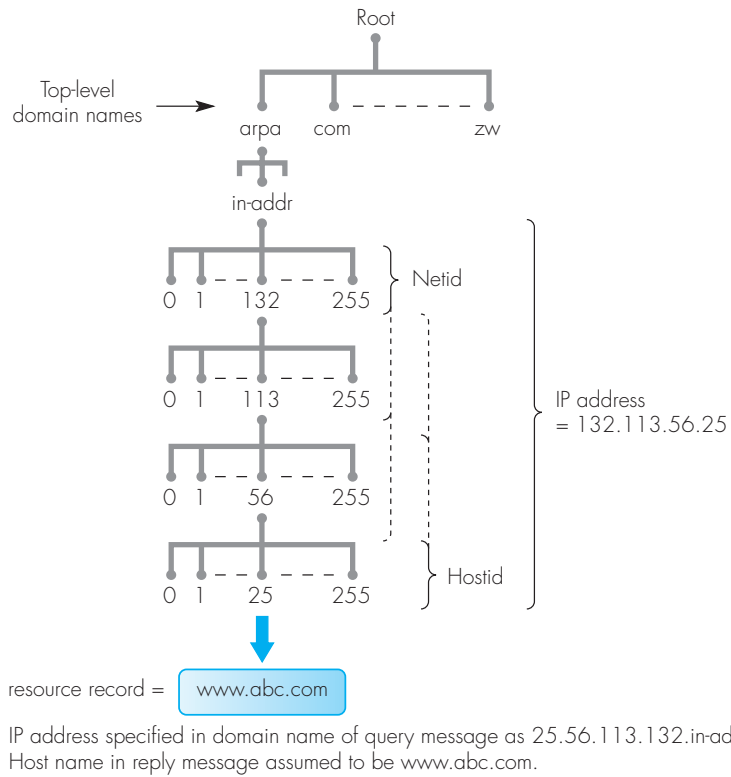 Root
Top-level
domain names
arpa com zw
in-addr
0 1 132 255
Netid
0 1 113 255
IP address
= 132.113.56.25
0 1 56 255
0 1 25 255
Hostid
resource record = www.abc.com
IP address specified in domain name of query message as 25.56.113.132.in-ad
Host name in reply message assumed to be www.abc.com.